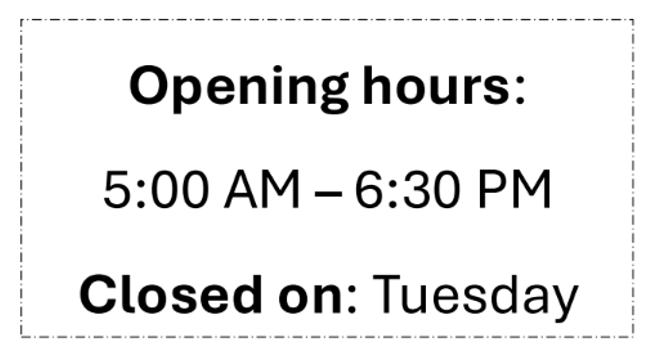 Opening hours:
5:00 AM – 6:30 PM
Closed on: Tuesday